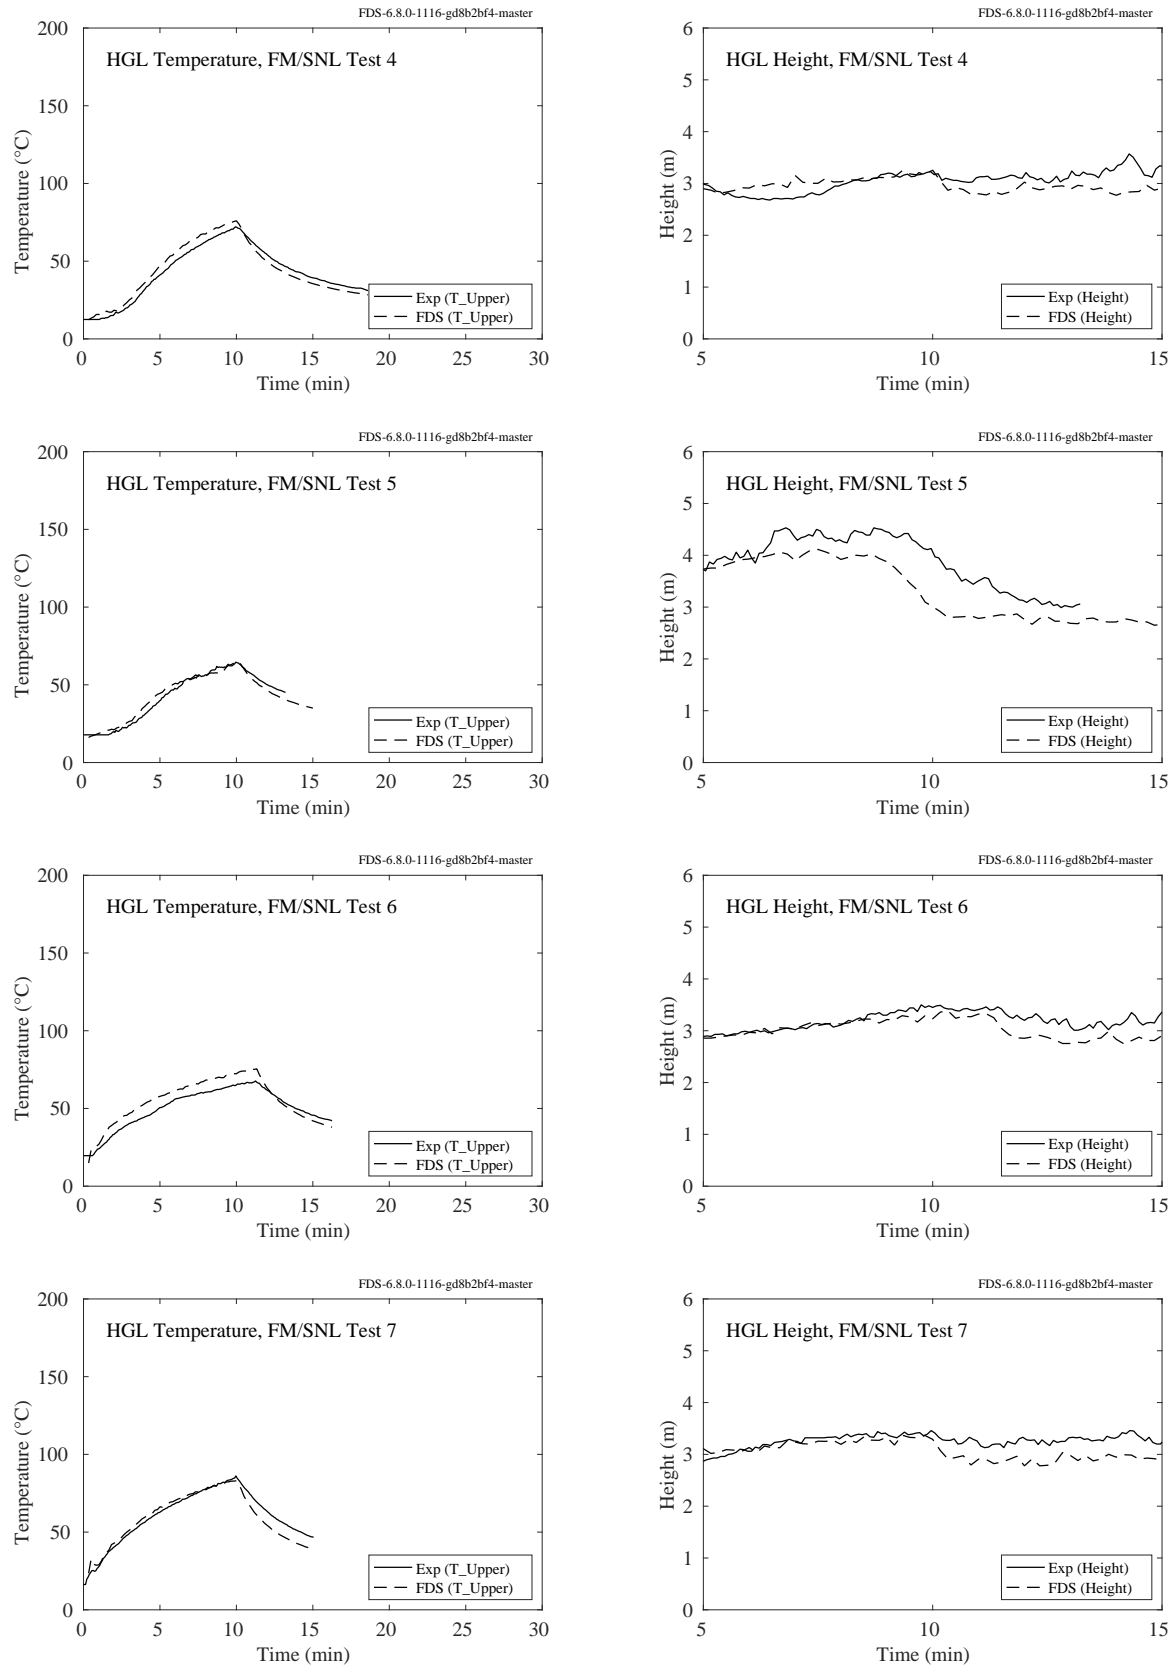 FDS-6.8.0-1116-gd8b2bf4-master
HGL Temperature, FM/SNL Test 4
Temperature (°C)
200
150
100
50
0
0 5 10 15 20 25 30
Time (min)
Exp (T_Upper)
FDS (T_Upper)
FDS-6.8.0-1116-gd8b2bf4-master
HGL Height, FM/SNL Test 4
Height (m)
6
5
4
3
2
1
0
5 10 15
Time (min)
Exp (Height)
FDS (Height)
FDS-6.8.0-1116-gd8b2bf4-master
HGL Temperature, FM/SNL Test 5
Temperature (°C)
200
150
100
50
0
0 5 10 15 20 25 30
Time (min)
Exp (T_Upper)
FDS (T_Upper)
FDS-6.8.0-1116-gd8b2bf4-master
HGL Height, FM/SNL Test 5
Height (m)
6
5
4
3
2
1
0
5 10 15
Time (min)
Exp (Height)
FDS (Height)
FDS-6.8.0-1116-gd8b2bf4-master
HGL Temperature, FM/SNL Test 6
Temperature (°C)
200
150
100
50
0
0 5 10 15 20 25 30
Time (min)
Exp (T_Upper)
FDS (T_Upper)
FDS-6.8.0-1116-gd8b2bf4-master
HGL Height, FM/SNL Test 6
Height (m)
6
5
4
3
2
1
0
5 10 15
Time (min)
Exp (Height)
FDS (Height)
FDS-6.8.0-1116-gd8b2bf4-master
HGL Temperature, FM/SNL Test 7
Temperature (°C)
200
150
100
50
0
0 5 10 15 20 25 30
Time (min)
Exp (T_Upper)
FDS (T_Upper)
FDS-6.8.0-1116-gd8b2bf4-master
HGL Height, FM/SNL Test 7
Height (m)
6
5
4
3
2
1
0
5 10 15
Time (min)
Exp (Height)
FDS (Height)